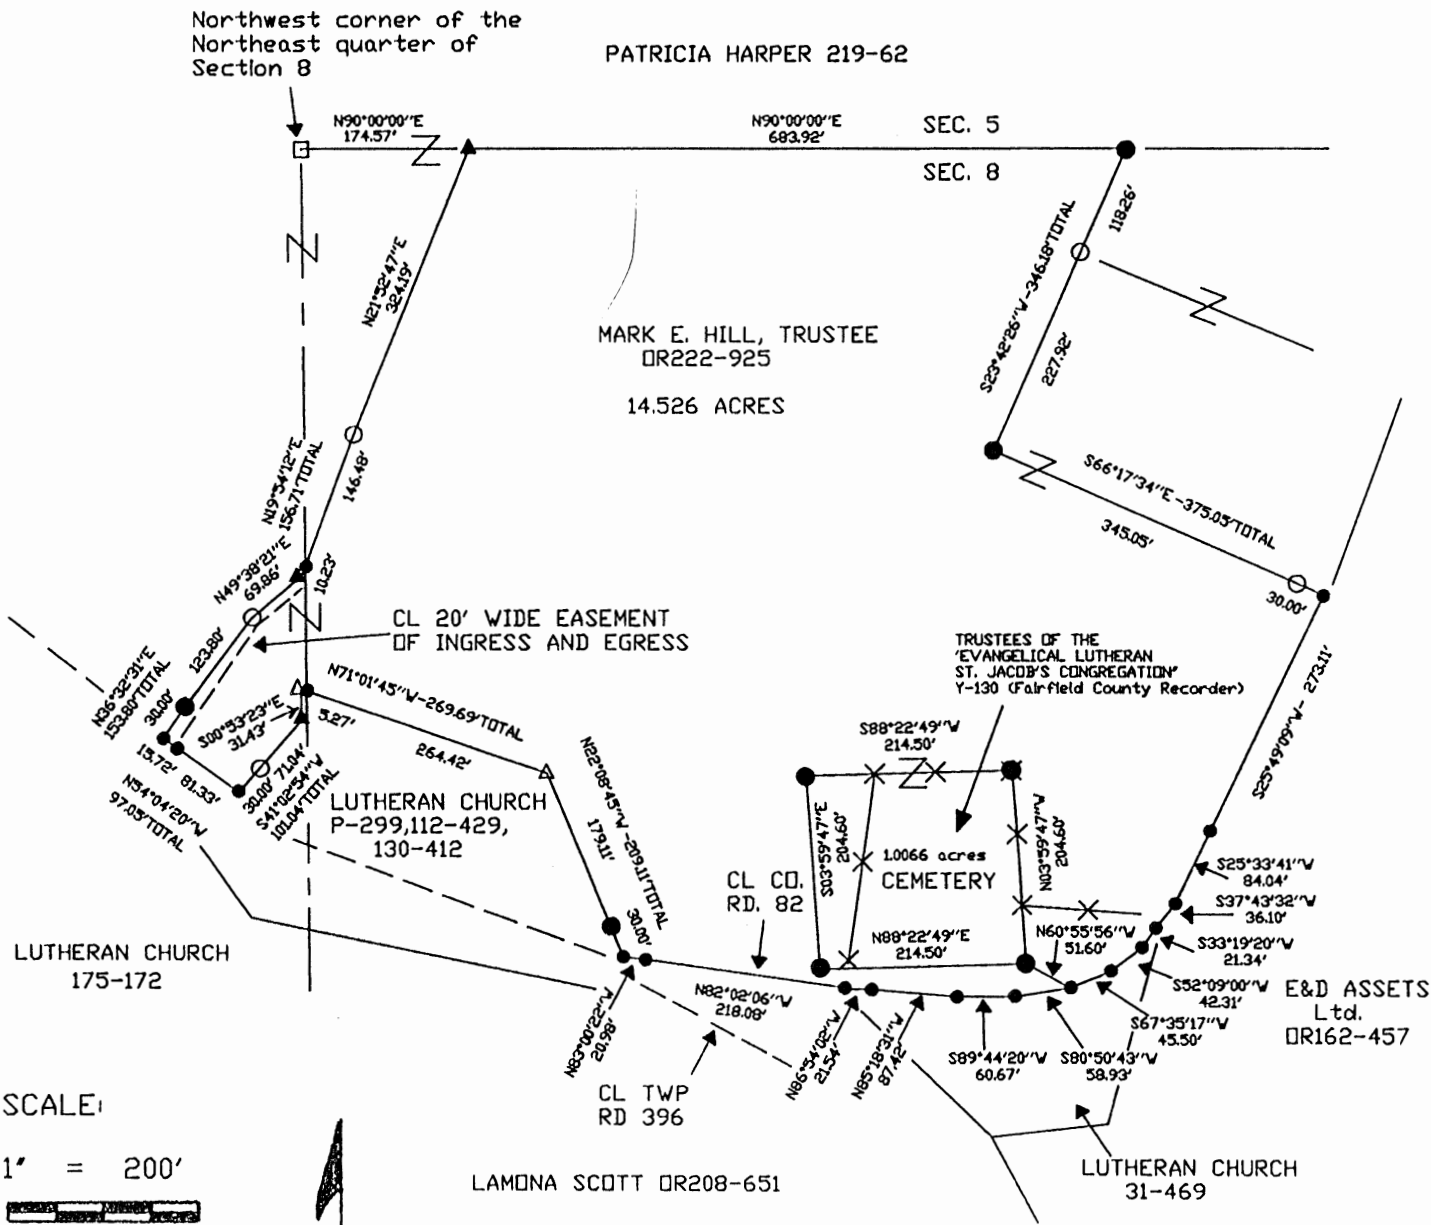 Northwest corner of the
Northeast quarter of
Section 8
PATRICIA HARPER 219-62
N90°00'00"E
174.57'
N90°00'00"E
683.92'
SEC. 5
SEC. 8
N21°52'47"E
324.19'
146.48'
118.26'
S23°42'26"W-346.18'TOTAL
227.92'
MARK E. HILL, TRUSTEE
OR222-925
14.526 ACRES
S66°17'34"E-375.05'TOTAL
345.05'
30.00'
N19°54'12"E
156.71'TOTAL
10.23'
N49°38'21"E
69.86'
CL 20' WIDE EASEMENT
OF INGRESS AND EGRESS
123.80'
N36°32'31"E
153.80'TOTAL
30.00'
S00°53'23"E
31.43'
5.27'
N71°01'45"W-269.69'TOTAL
264.42'
15.72'
81.33'
N54°04'20"W
97.05'TOTAL
30.00'
71.04'
S41°02'54"W
101.04'TOTAL
LUTHERAN CHURCH
P-299,112-429,
130-412
N22°08'45"W-209.11'TOTAL
179.11'
30.00'
TRUSTEES OF THE
'EVANGELICAL LUTHERAN
ST. JACOB'S CONGREGATION'
Y-130 (Fairfield County Recorder)
S25°49'09"W- 273.11'
S88°22'49"W
214.50'
S03°59'47"E
204.60'
N03°59'47"W
204.60'
1.0066 acres
CEMETERY
CL CO.
RD. 82
N88°22'49"E
214.50'
N60°55'56"W
51.60'
S25°33'41"W
84.04'
S37°43'32"W
36.10'
S33°19'20"W
21.34'
S52°09'00"W
42.31'
S67°35'17"W
45.50'
S80°50'43"W
58.93'
S89°44'20"W
60.67'
N85°18'31"W
87.42'
N86°54'02"W
21.54'
N82°02'06"W
218.08'
N83°00'22"W
20.98'
LUTHERAN CHURCH
175-172
E&D ASSETS
Ltd.
OR162-457
CL TWP
RD 396
SCALE:
1" = 200'
LAMONA SCOTT OR208-651
LUTHERAN CHURCH
31-469